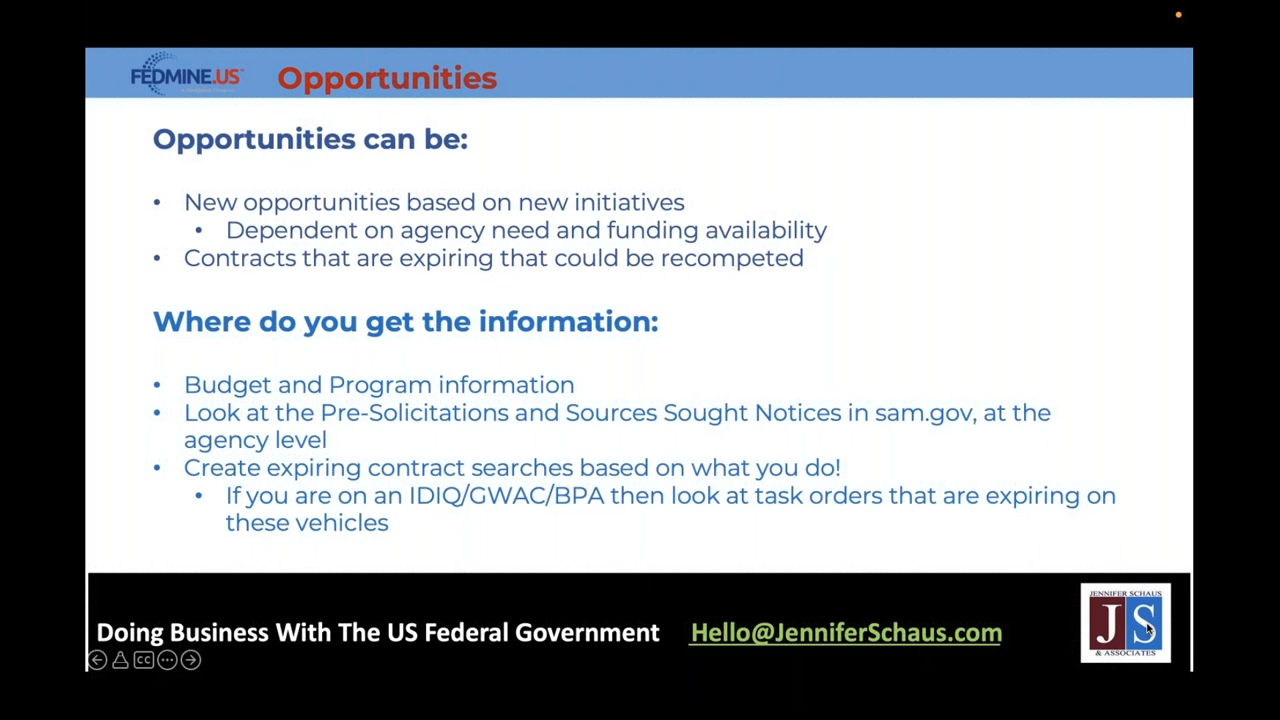 FEDMINE.US™
Opportunities
Opportunities can be:
• New opportunities based on new initiatives
• Dependent on agency need and funding availability
• Contracts that are expiring that could be recompeted
Where do you get the information:
• Budget and Program information
• Look at the Pre-Solicitations and Sources Sought Notices in sam.gov, at the
agency level
• Create expiring contract searches based on what you do!
• If you are on an IDIQ/GWAC/BPA then look at task orders that are expiring on
these vehicles
Doing Business With The US Federal Government Hello@JenniferSchaus.com
JENNIFER SCHAUS
JS
& ASSOCIATES
CC